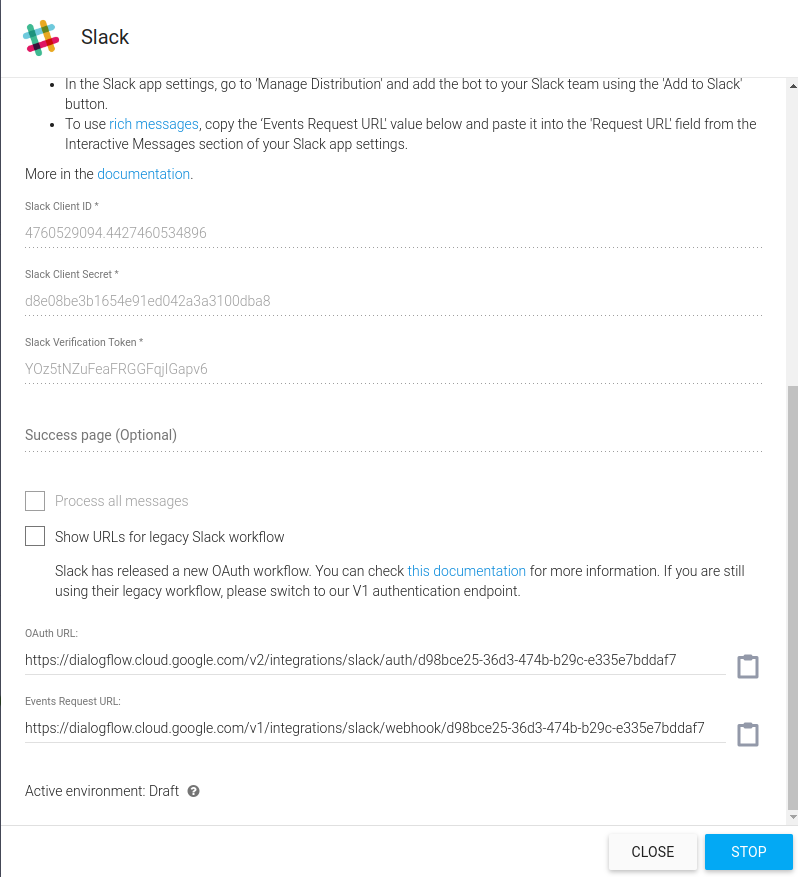 Slack
In the Slack app settings, go to 'Manage Distribution' and add the bot to your Slack team using the 'Add to Slack'
button.
To use rich messages, copy the ‘Events Request URL’ value below and paste it into the 'Request URL' field from the
Interactive Messages section of your Slack app settings.
More in the documentation.
Slack Client ID *
4760529094.4427460534896
Slack Client Secret *
d8e08be3b1654e91ed042a3a3100dba8
Slack Verification Token *
YOz5tNZuFeaFRGGFqjIGapv6
Success page (Optional)
Process all messages
Show URLs for legacy Slack workflow
Slack has released a new OAuth workflow. You can check this documentation for more information. If you are still
using their legacy workflow, please switch to our V1 authentication endpoint.
OAuth URL:
https://dialogflow.cloud.google.com/v2/integrations/slack/auth/d98bce25-36d3-474b-b29c-e335e7bddaf7
Events Request URL:
https://dialogflow.cloud.google.com/v1/integrations/slack/webhook/d98bce25-36d3-474b-b29c-e335e7bddaf7
Active environment: Draft ?
CLOSE STOP